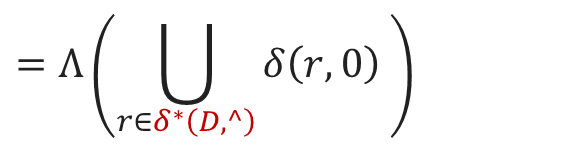 = Λ(⋃ δ(r, 0))
r∈δ*(D,^)